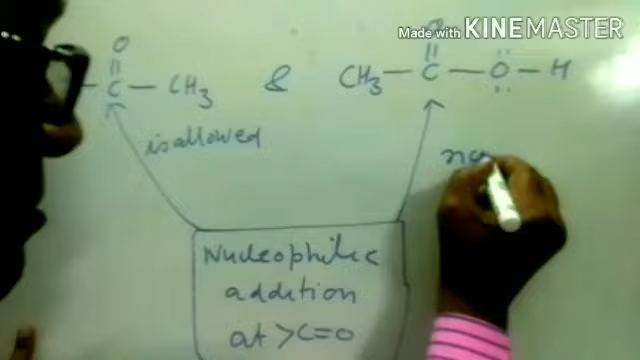 Made with KINEMASTER
O O
— C — CH3 & CH3 — C — O — H
is allowed
Nucleophilic
addition
at >C=O